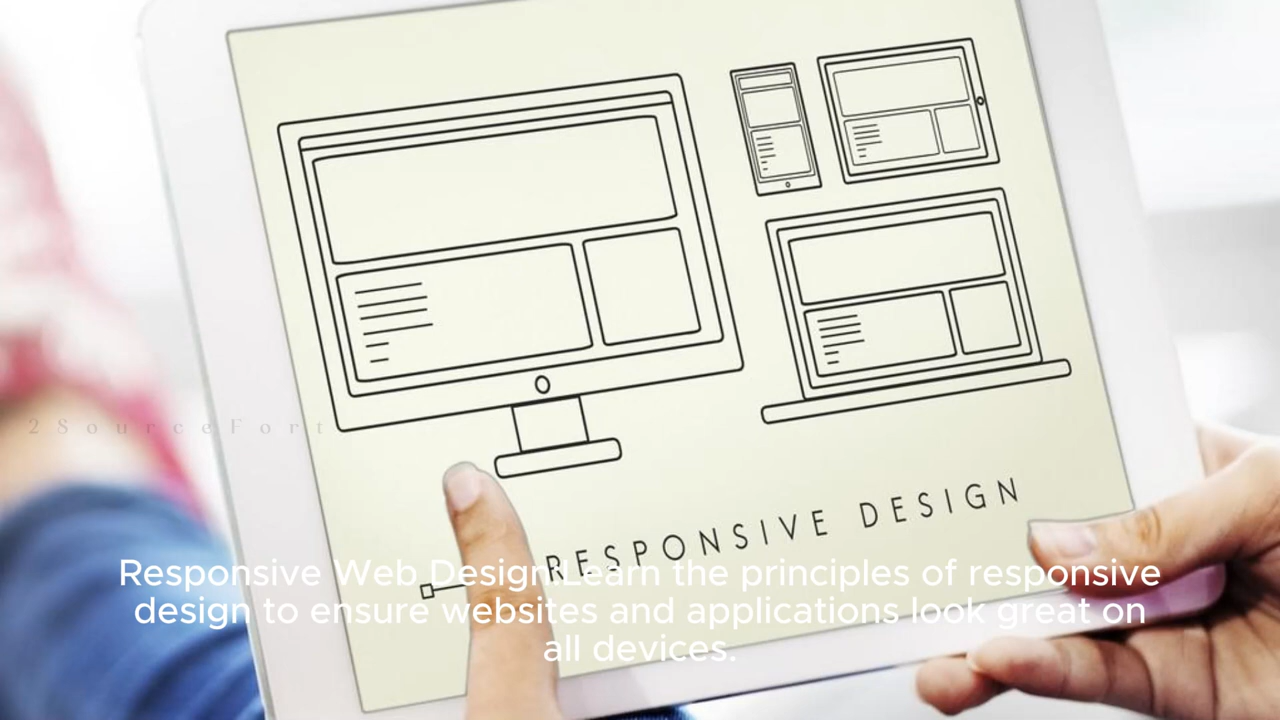 2SourceFort
RESPONSIVE DESIGN
Responsive Web Design:Learn the principles of responsive
design to ensure websites and applications look great on
all devices.